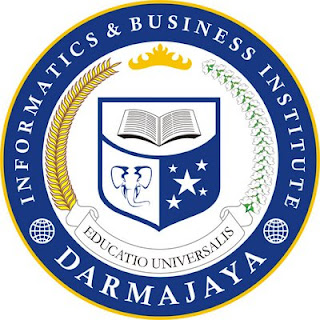 INFORMATICS & BUSINESS INSTITUTE
EDUCATIO UNIVERSALIS
DARMAJAYA